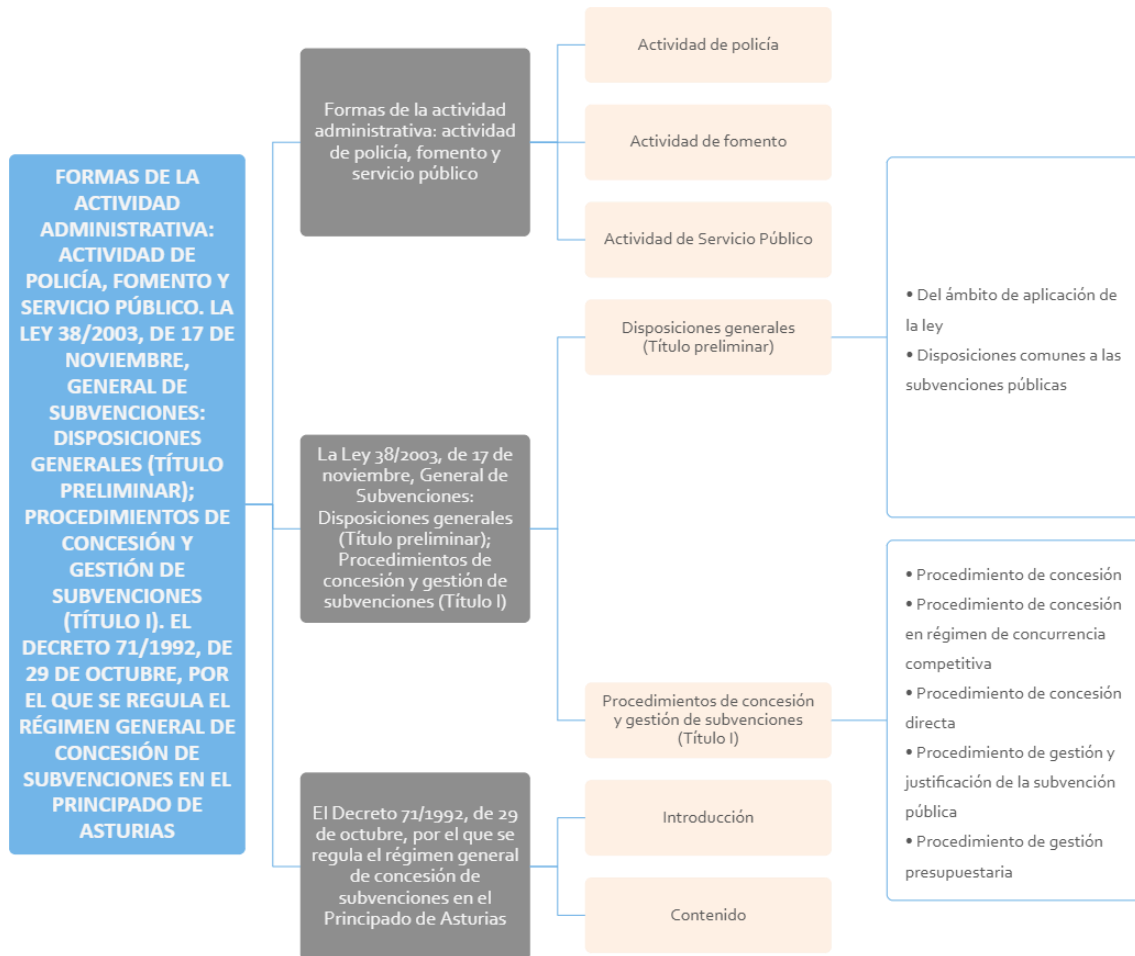 FORMAS DE LA
ACTIVIDAD
ADMINISTRATIVA:
ACTIVIDAD DE
POLICÍA, FOMENTO Y
SERVICIO PÚBLICO. LA
LEY 38/2003, DE 17 DE
NOVIEMBRE,
GENERAL DE
SUBVENCIONES:
DISPOSICIONES
GENERALES (TÍTULO
PRELIMINAR);
PROCEDIMIENTOS DE
CONCESIÓN Y
GESTIÓN DE
SUBVENCIONES
(TÍTULO I). EL
DECRETO 71/1992, DE
29 DE OCTUBRE, POR
EL QUE SE REGULA EL
RÉGIMEN GENERAL DE
CONCESIÓN DE
SUBVENCIONES EN EL
PRINCIPADO DE
ASTURIAS
Formas de la actividad
administrativa: actividad
de policía, fomento y
servicio público
Actividad de policía
Actividad de fomento
Actividad de Servicio Público
La Ley 38/2003, de 17 de
noviembre, General de
Subvenciones:
Disposiciones generales
(Título preliminar);
Procedimientos de
concesión y gestión de
subvenciones (Título I)
Disposiciones generales
(Título preliminar)
• Del ámbito de aplicación de
la ley
• Disposiciones comunes a las
subvenciones públicas
Procedimientos de concesión
y gestión de subvenciones
(Título I)
• Procedimiento de concesión
• Procedimiento de concesión
en régimen de concurrencia
competitiva
• Procedimiento de concesión
directa
• Procedimiento de gestión y
justificación de la subvención
pública
• Procedimiento de gestión
presupuestaria
El Decreto 71/1992, de 29
de octubre, por el que se
regula el régimen general
de concesión de
subvenciones en el
Principado de Asturias
Introducción
Contenido